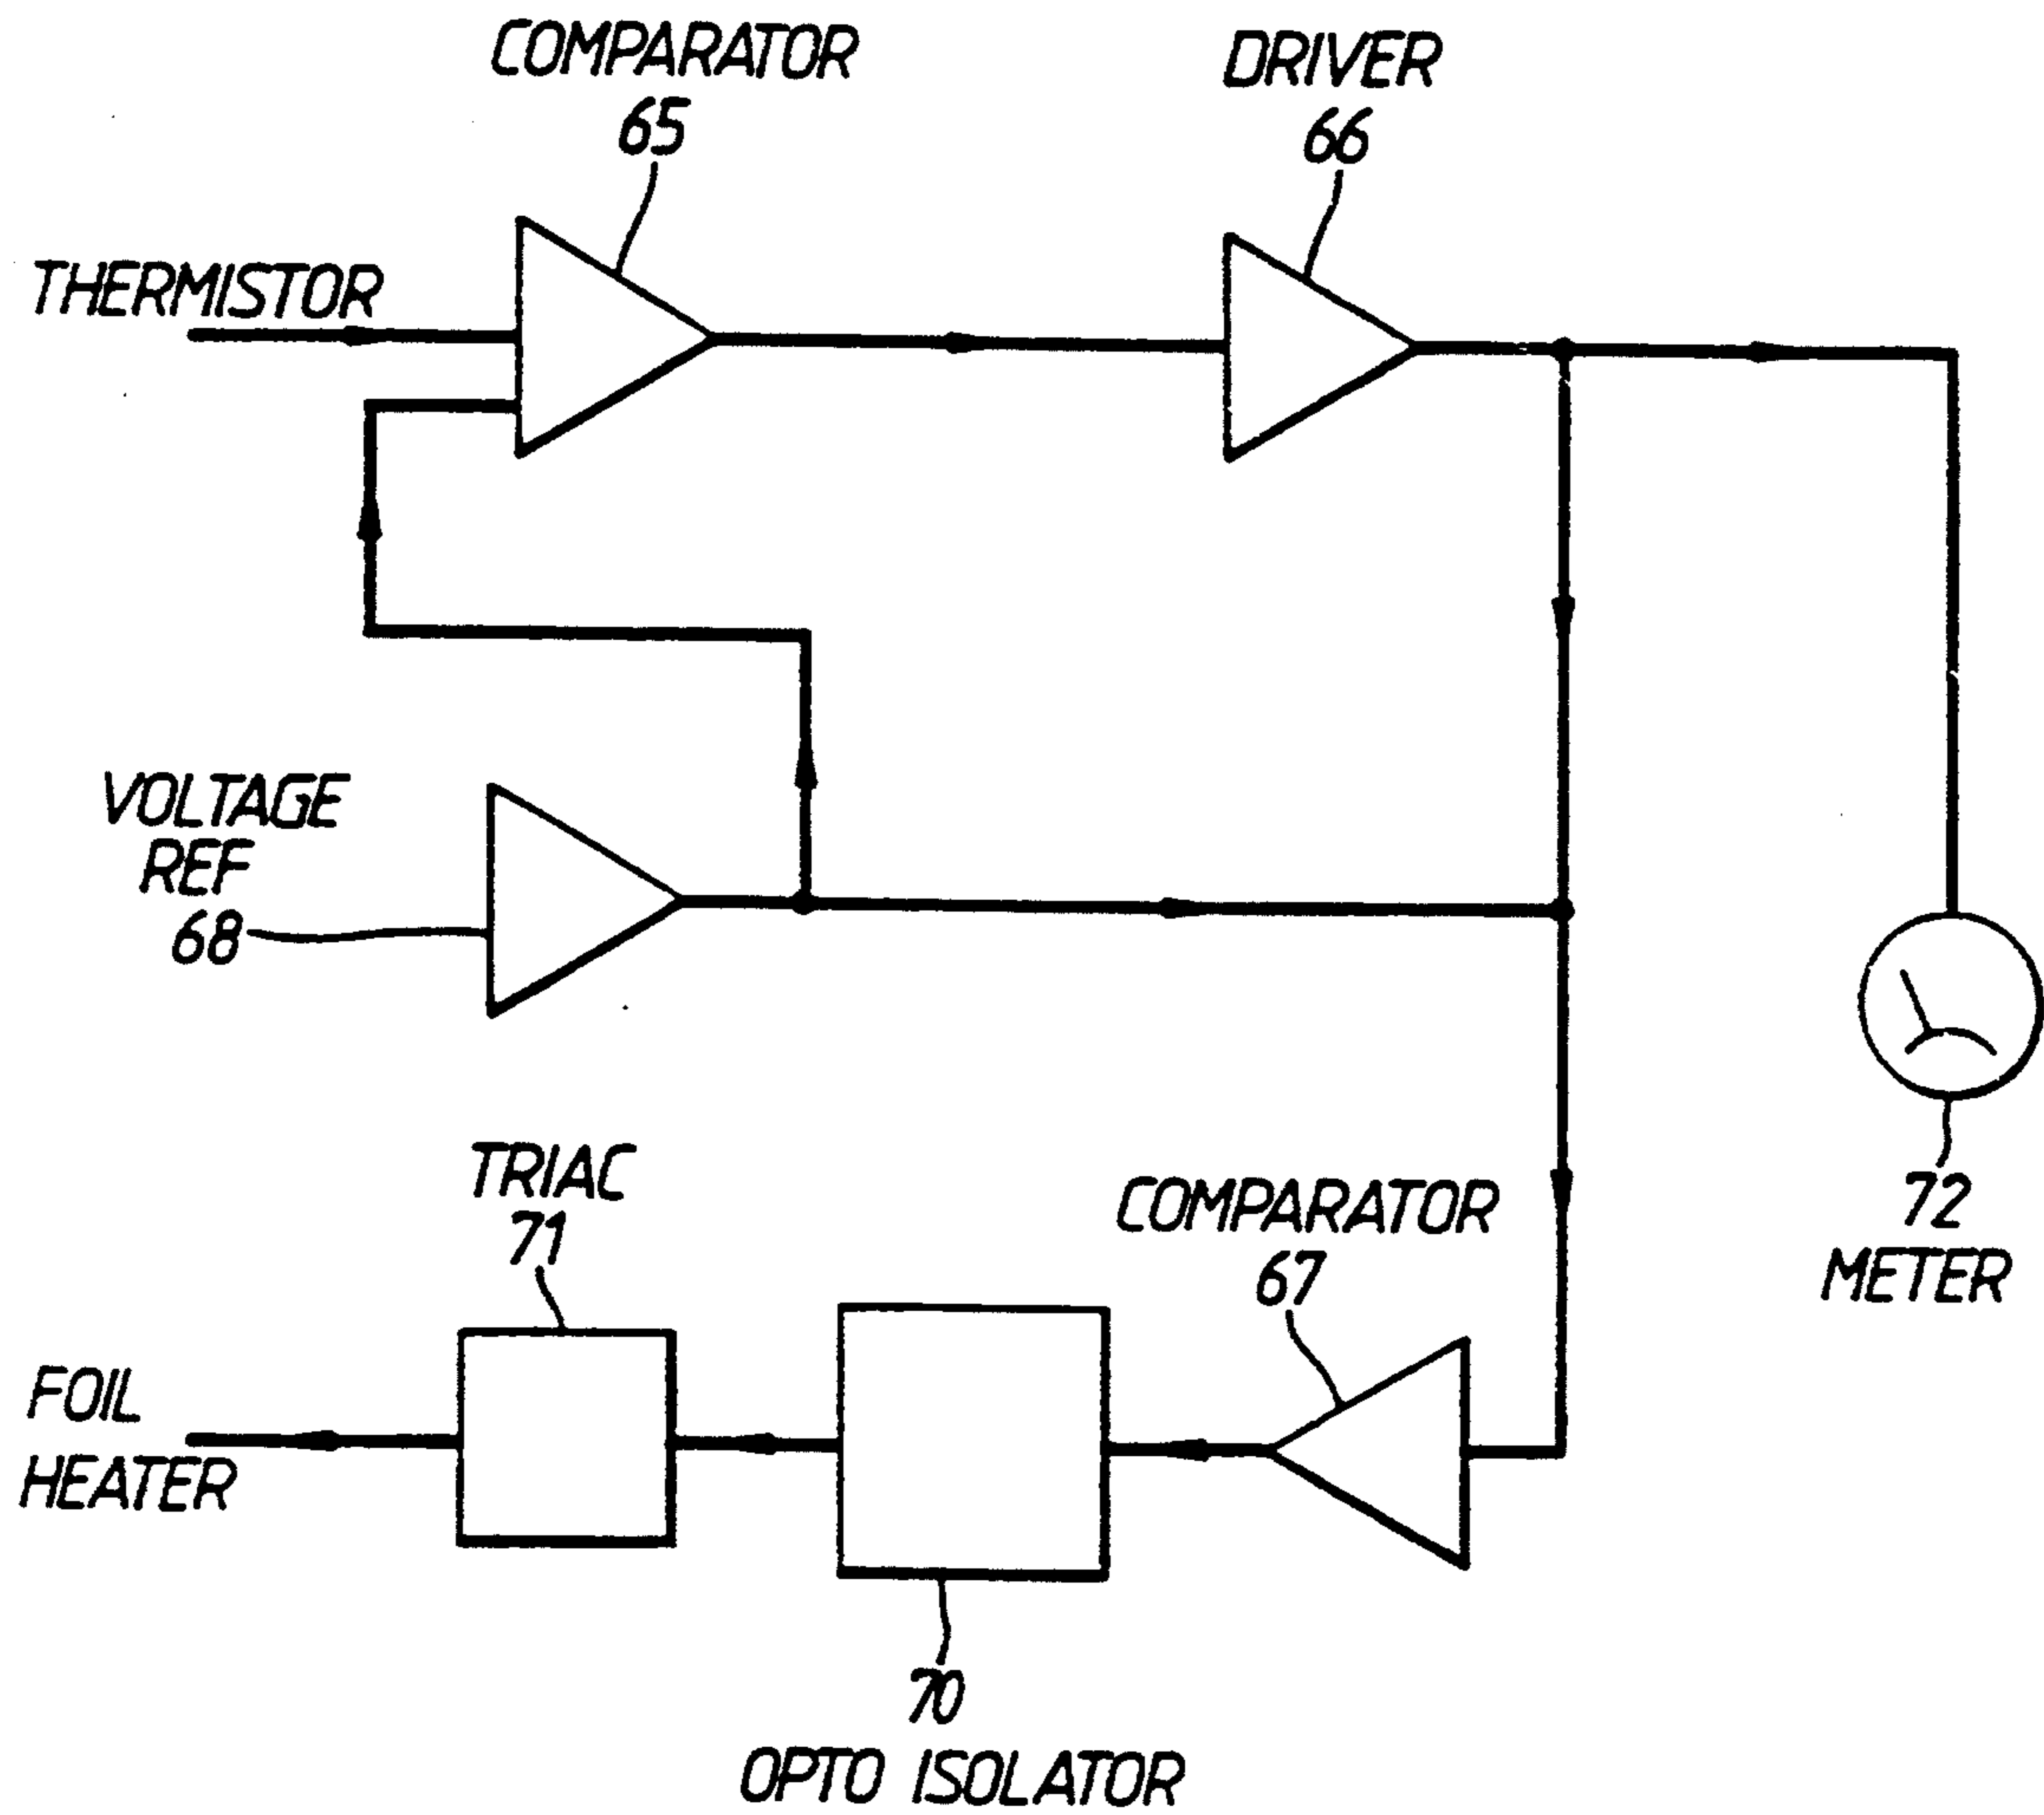 COMPARATOR
65
DRIVER
66
THERMISTOR
VOLTAGE
REF
68
TRIAC
71
COMPARATOR
67
72
METER
FOIL
HEATER
70
OPTO ISOLATOR